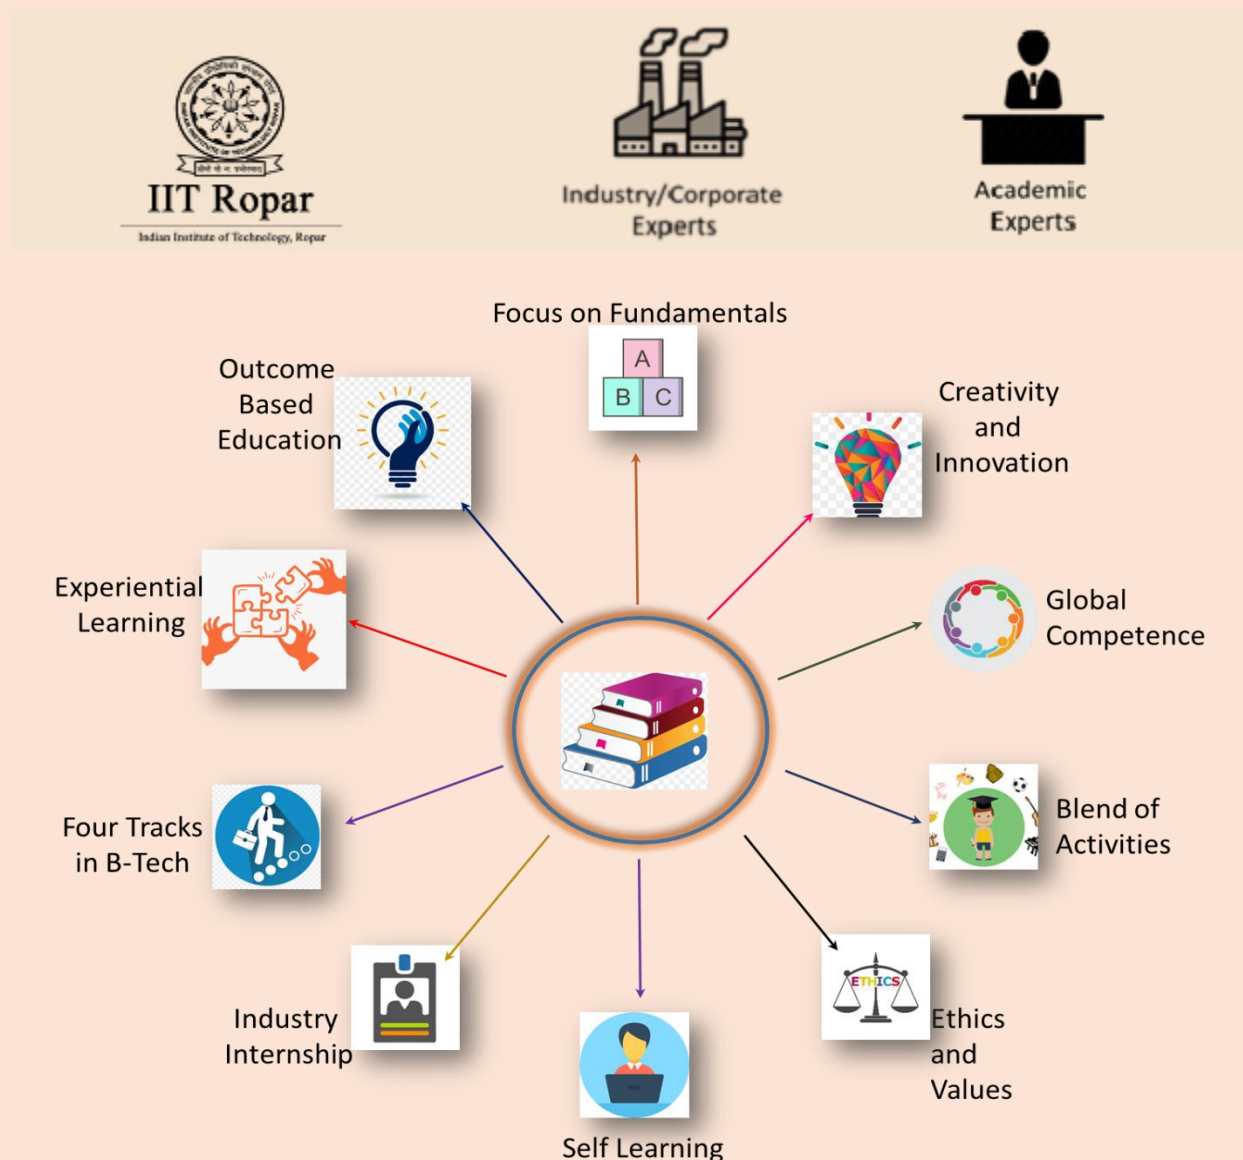 IIT Ropar
Indian Institute of Technology, Ropar
Industry/Corporate
Experts
Academic
Experts
Focus on Fundamentals
A
B C
Outcome
Based
Education
Creativity
and
Innovation
Experiential
Learning
Global
Competence
Four Tracks
in B-Tech
Blend of
Activities
Industry
Internship
ETHICS
Ethics
and
Values
Self Learning